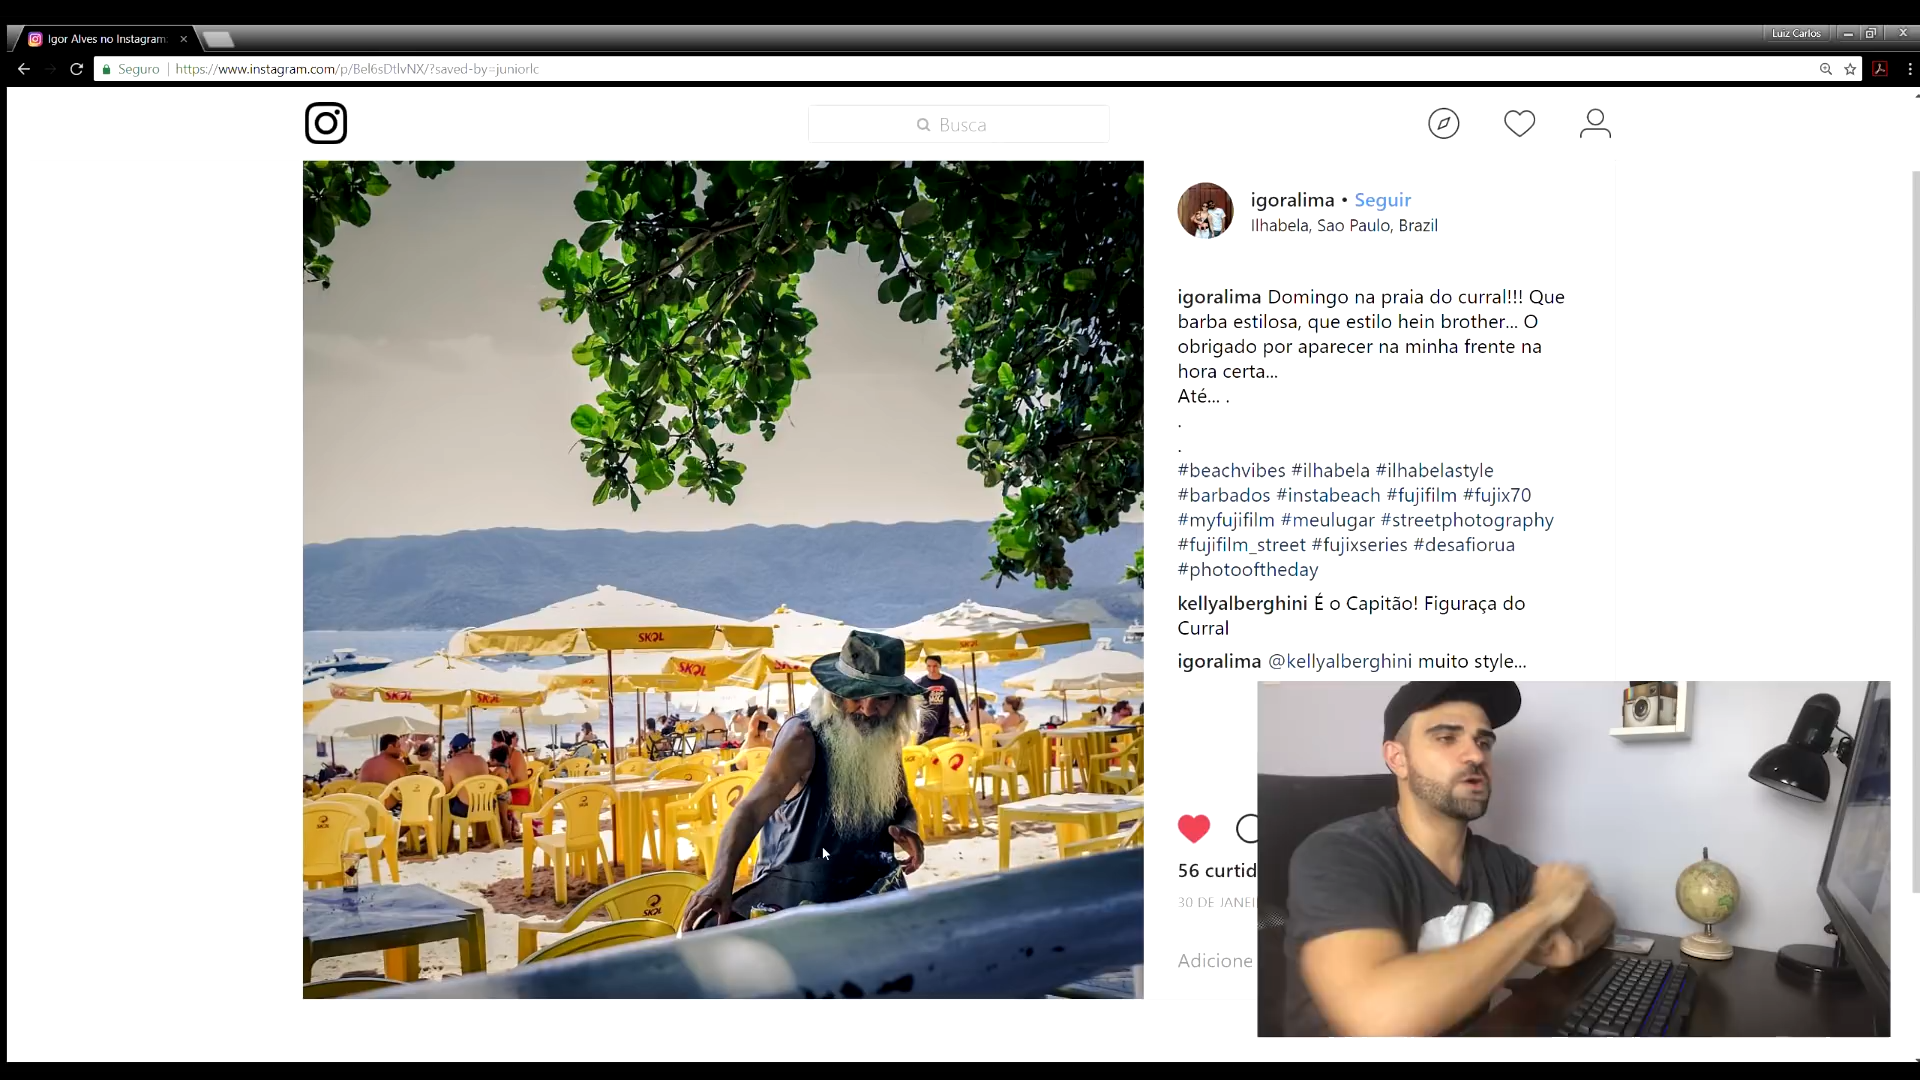 Igor Alves no Instagram:
Luiz Carlos
Seguro
https://www.instagram.com/p/Bel6sDtlvNX/?saved-by=juniorlc
Busca
igoralima • Seguir
Ilhabela, Sao Paulo, Brazil
igoralima Domingo na praia do curral!!! Que
barba estilosa, que estilo hein brother... O
obrigado por aparecer na minha frente na
hora certa...
Até... .
.
.
#beachvibes #ilhabela #ilhabelastyle
#barbados #instabeach #fujifilm #fujix70
#myfujifilm #meulugar #streetphotography
#fujifilm_street #fujixseries #desafiorua
#photooftheday
kellyalberghini É o Capitão! Figuraça do
Curral
igoralima @kellyalberghini muito style...
56 curtid
30 DE JANEI
Adicione
SKOL
SKOL
SKOL
SKOL